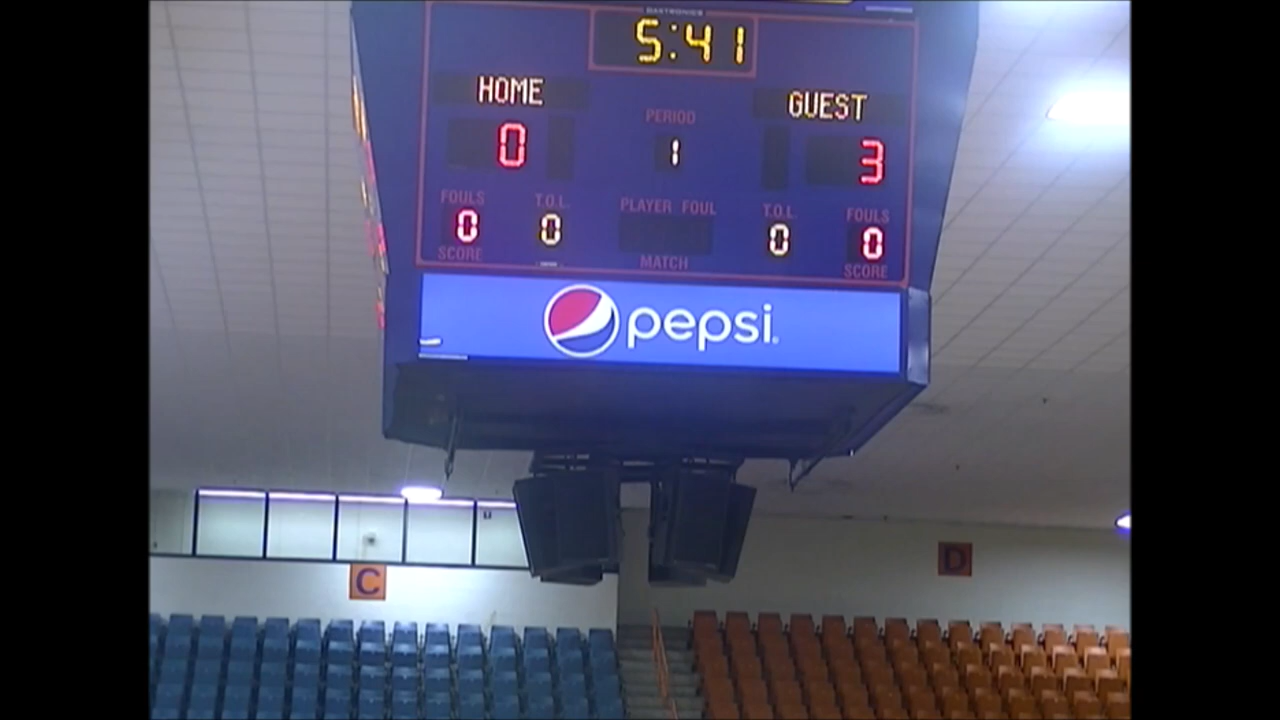 DAKTRONICS
5:41
HOME
GUEST
PERIOD
0
1
3
FOULS
T.O.L.
PLAYER FOUL
T.O.L.
FOULS
0
0
0
0
SCORE
MATCH
SCORE
pepsi
C
D